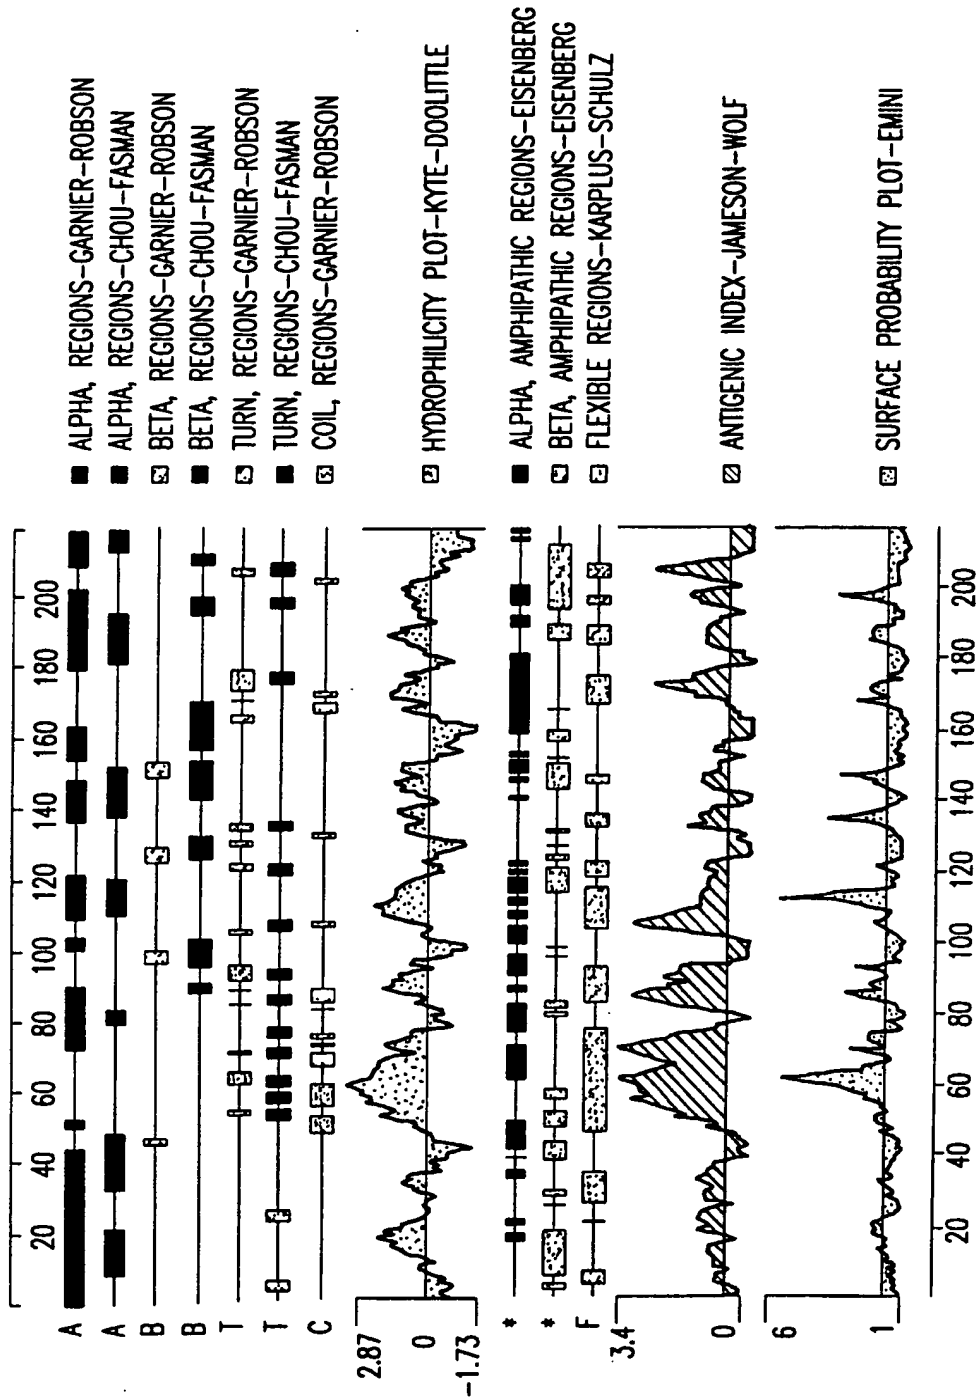 20 40 60 80 100 120 140 160 180 200
A ALPHA, REGIONS-GARNIER-ROBSON
A ALPHA, REGIONS-CHOU-FASMAN
B BETA, REGIONS-GARNIER-ROBSON
B BETA, REGIONS-CHOU-FASMAN
T TURN, REGIONS-GARNIER-ROBSON
T TURN, REGIONS-CHOU-FASMAN
C COIL, REGIONS-GARNIER-ROBSON
2.87
0 HYDROPHILICITY PLOT-KYTE-DOOLITTLE
-1.73
* ALPHA, AMPHIPATHIC REGIONS-EISENBERG
* BETA, AMPHIPATHIC REGIONS-EISENBERG
F FLEXIBLE REGIONS-KARPLUS-SCHULZ
3.4
0 ANTIGENIC INDEX-JAMESON-WOLF
6
1 SURFACE PROBABILITY PLOT-EMINI
20 40 60 80 100 120 140 160 180 200